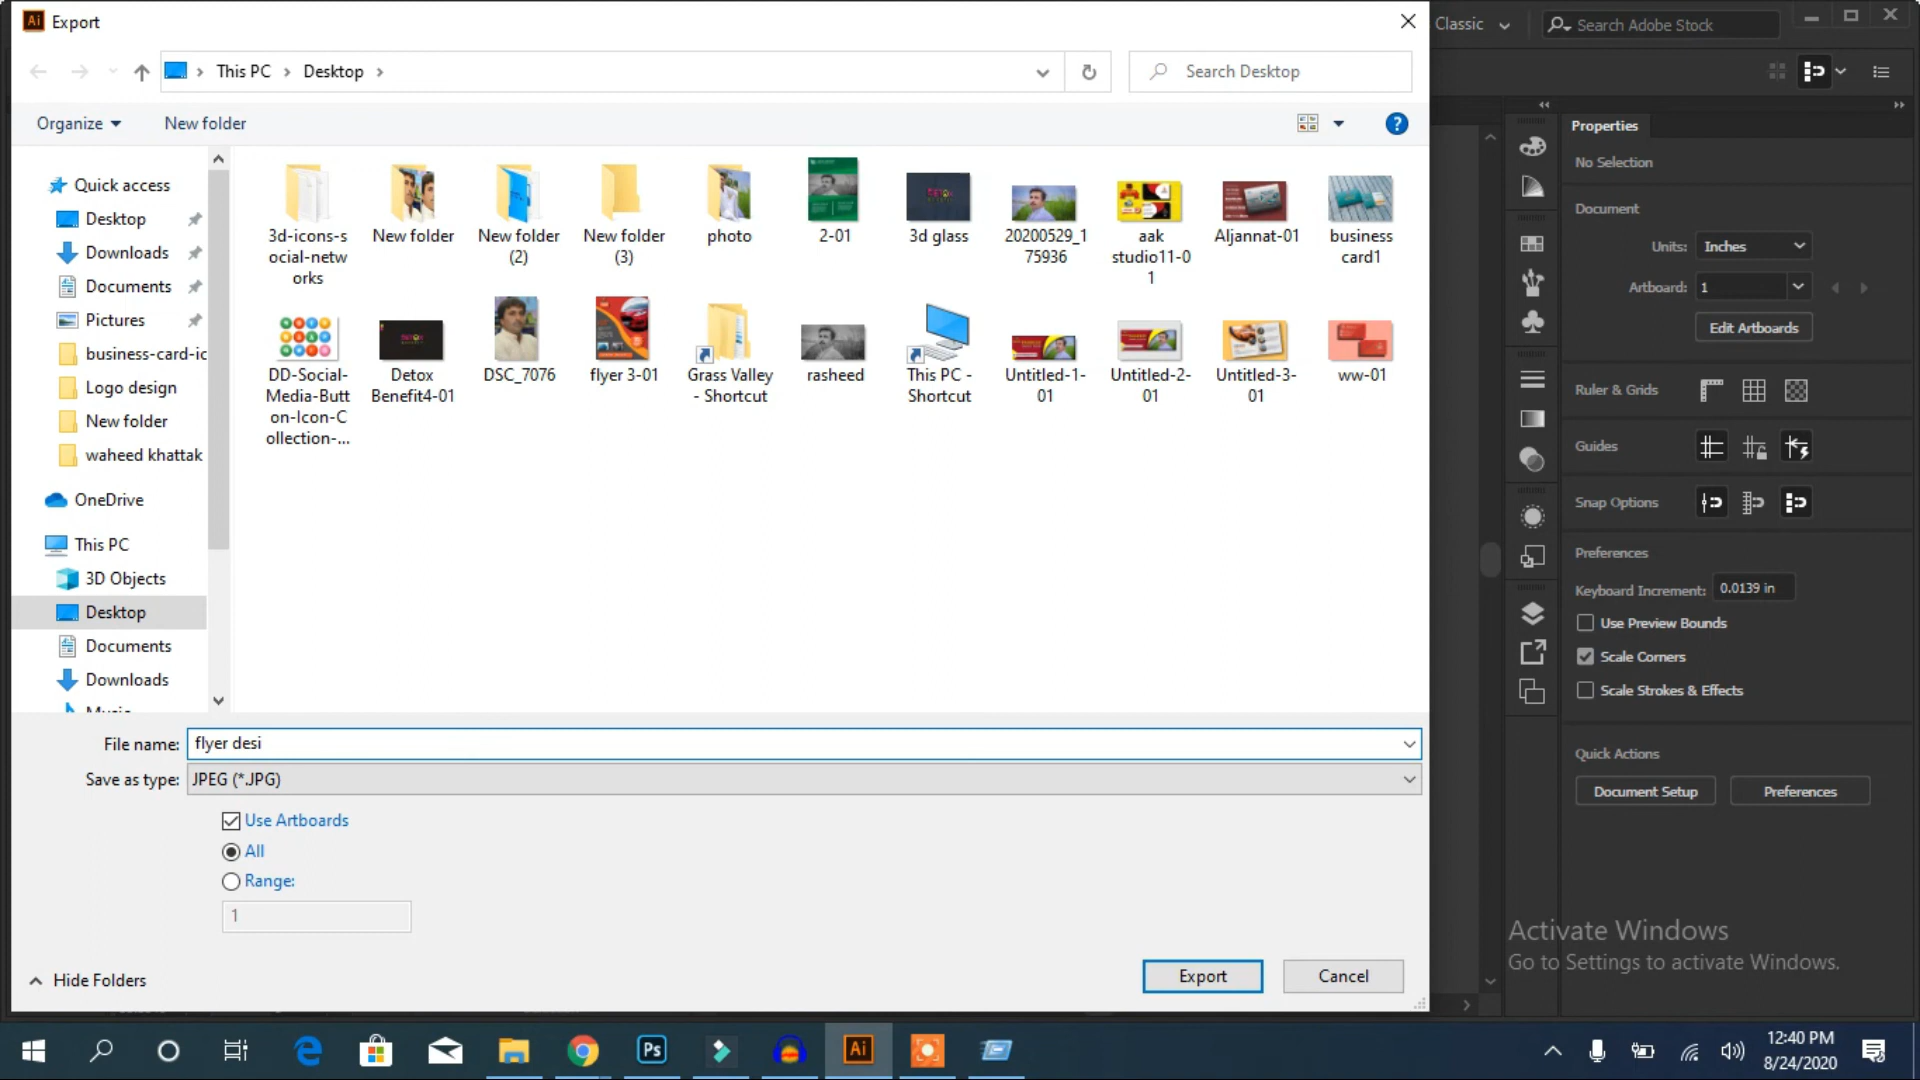 Ai Export
Classic
Search Adobe Stock
This PC
Desktop
Search Desktop
Organize
New folder
?
Properties
No Selection
Document
Units:
Inches
Artboard:
1
Edit Artboards
Ruler & Grids
Guides
Snap Options
Preferences
Keyboard Increment:
0.0139 in
Use Preview Bounds
Scale Corners
Scale Strokes & Effects
Quick Actions
Document Setup
Preferences
Quick access
Desktop
Downloads
Documents
Pictures
business-card-ic
Logo design
New folder
waheed khattak
OneDrive
This PC
3D Objects
Desktop
Documents
Downloads
Music
3d-icons-s
ocial-netw
orks
New folder
New folder
(2)
New folder
(3)
photo
2-01
3d glass
20200529_1
75936
aak
studio11-0
1
Aljannat-01
business
card1
DD-Social-
Media-Butt
on-Icon-C
ollection-...
Detox
Benefit4-01
DSC_7076
flyer 3-01
Grass Valley
- Shortcut
rasheed
This PC -
Shortcut
Untitled-1-
01
Untitled-2-
01
Untitled-3-
01
ww-01
File name:
flyer desi
Save as type:
JPEG (*.JPG)
Use Artboards
All
Range:
1
Hide Folders
Export
Cancel
Activate Windows
Go to Settings to activate Windows.
Ps
Ai
12:40 PM
8/24/2020